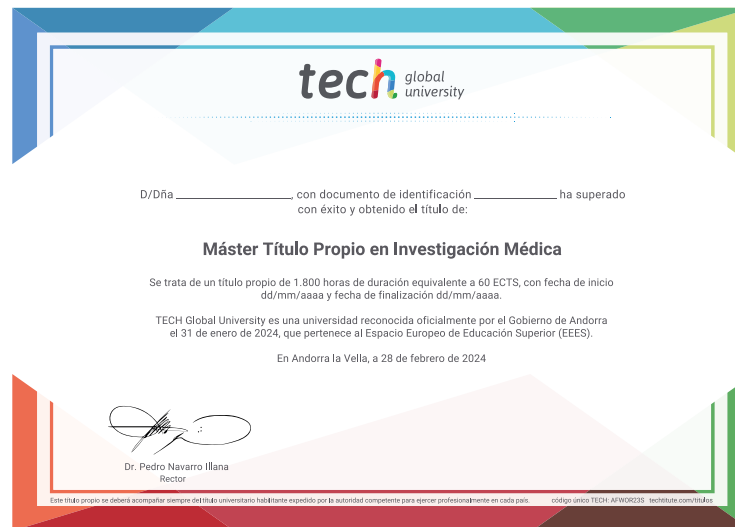 tech global university
D/Dña ______________, con documento de identificación ______________ ha superado
con éxito y obtenido el título de:
Máster Título Propio en Investigación Médica
Se trata de un título propio de 1.800 horas de duración equivalente a 60 ECTS, con fecha de inicio
dd/mm/aaaa y fecha de finalización dd/mm/aaaa.
TECH Global University es una universidad reconocida oficialmente por el Gobierno de Andorra
el 31 de enero de 2024, que pertenece al Espacio Europeo de Educación Superior (EEES).
En Andorra la Vella, a 28 de febrero de 2024
Dr. Pedro Navarro Illana
Rector
Este título propio se deberá acompañar siempre del título universitario habilitante expedido por la autoridad competente para ejercer profesionalmente en cada país. código único TECH: AFWOR23S techtitute.com/titulos